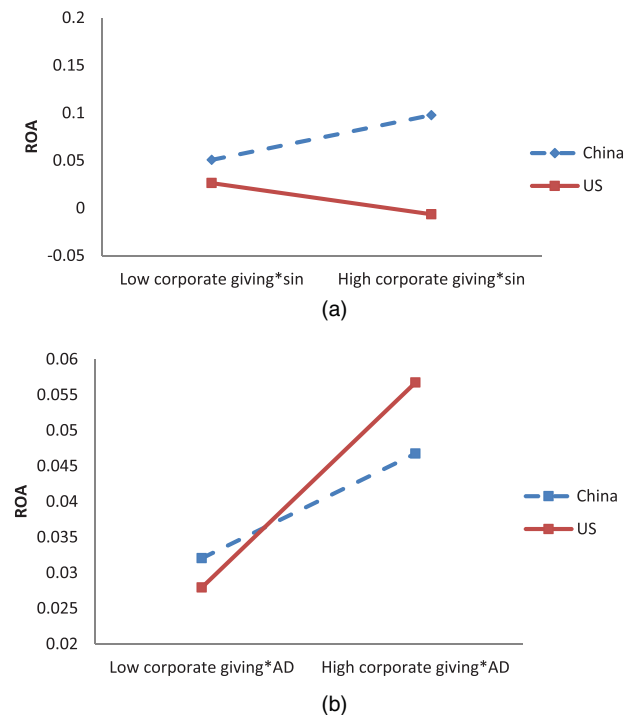 0.2
0.15
0.1
0.05
0
-0.05
ROA
China
US
Low corporate giving*sin High corporate giving*sin
(a)
0.06
0.055
0.05
0.045
0.04
0.035
0.03
0.025
0.02
ROA
China
US
Low corporate giving*AD High corporate giving*AD
(b)